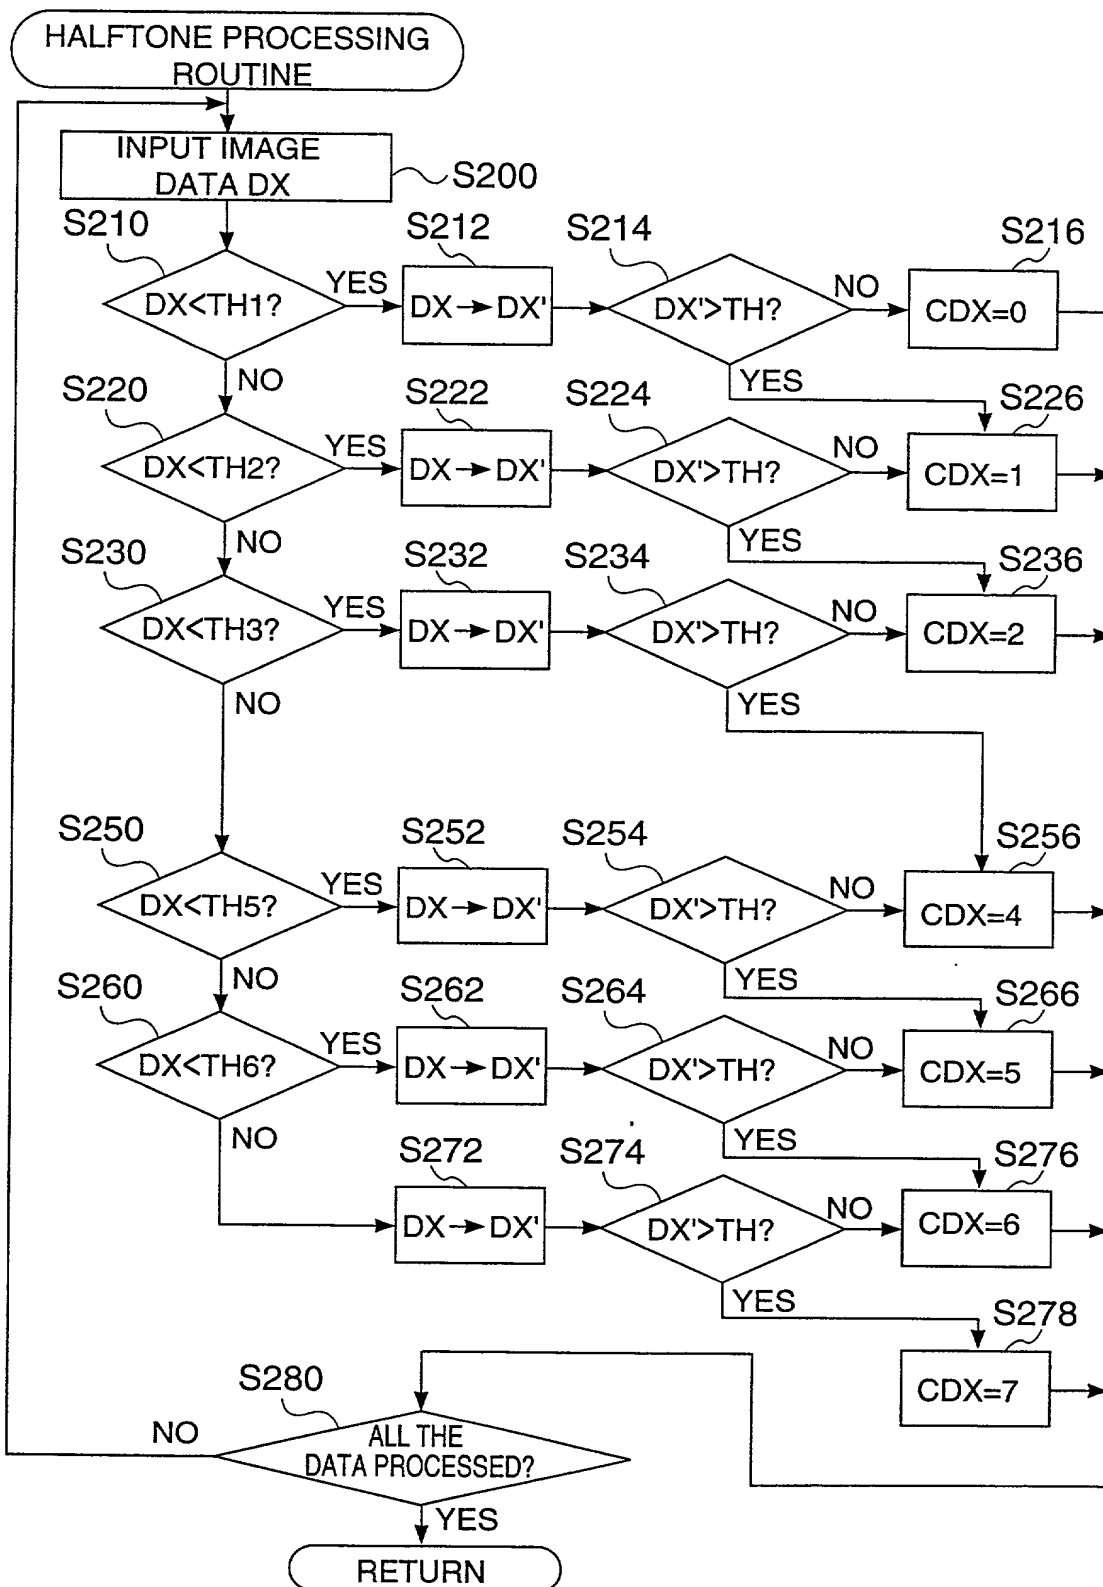 HALFTONE PROCESSING
ROUTINE
INPUT IMAGE
DATA DX
S200
S210
S212
S214
S216
DX<TH1?
YES
DX → DX'
DX'>TH?
NO
CDX=0
NO
YES
S220
S222
S224
S226
DX<TH2?
YES
DX → DX'
DX'>TH?
NO
CDX=1
NO
YES
S230
S232
S234
S236
DX<TH3?
YES
DX → DX'
DX'>TH?
NO
CDX=2
NO
YES
S250
S252
S254
S256
DX<TH5?
YES
DX → DX'
DX'>TH?
NO
CDX=4
NO
YES
S260
S262
S264
S266
DX<TH6?
YES
DX → DX'
DX'>TH?
NO
CDX=5
NO
YES
S272
S274
S276
DX → DX'
DX'>TH?
NO
CDX=6
YES
S278
CDX=7
S280
NO
ALL THE
DATA PROCESSED?
YES
RETURN